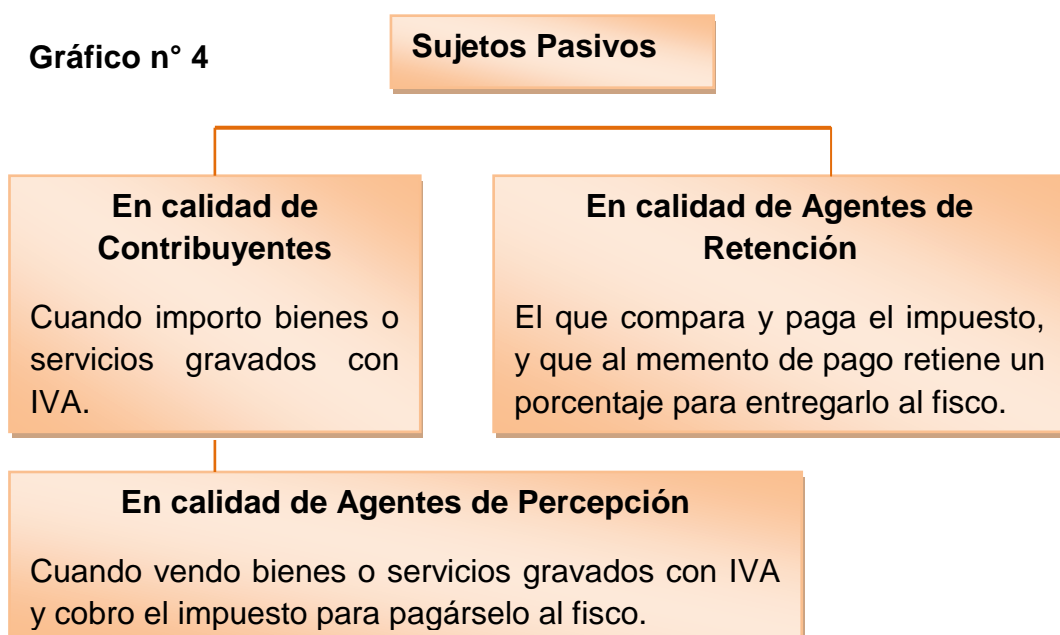 Gráfico n° 4
Sujetos Pasivos
En calidad de
Contribuyentes
Cuando importo bienes o
servicios gravados con
IVA.
En calidad de Agentes de
Retención
El que compara y paga el impuesto,
y que al memento de pago retiene un
porcentaje para entregarlo al fisco.
En calidad de Agentes de Percepción
Cuando vendo bienes o servicios gravados con IVA
y cobro el impuesto para pagárselo al fisco.